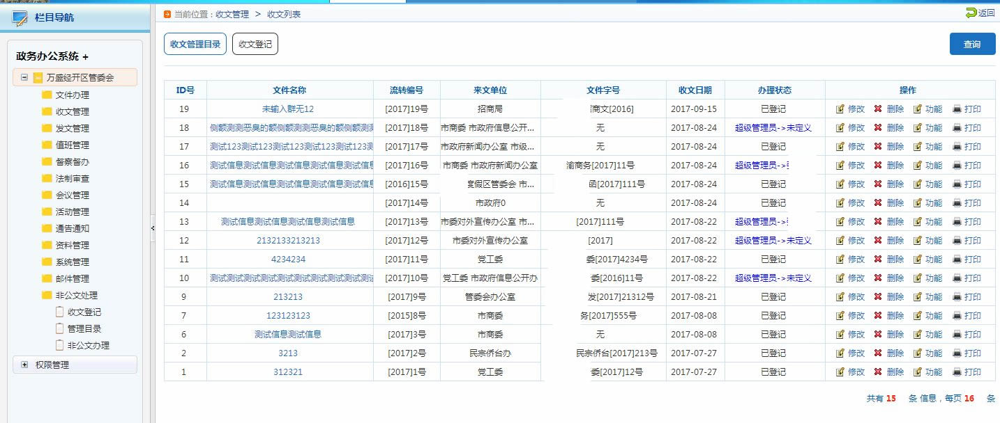 栏目导航
当前位置：收文管理 > 收文列表
返回
政务办公系统 +
万盛经开区管委会
文件办理
收文管理
发文管理
值班管理
督察督办
法制审查
会议管理
活动管理
通告通知
资料管理
系统管理
邮件管理
非公文处理
收文登记
管理目录
非公文办理
权限管理
收文管理目录 收文登记 查询
ID号 文件名称 流转编号 来文单位 文件字号 收文日期 办理状态 操作
19 未输入群无12 [2017]19号 招商局 商文[2016] 2017-09-15 已登记 修改 删除 功能 打印
18 侧额测测恶臭的额侧额测测恶臭的额侧额测测 [2017]18号 市商委 市政府信息公开... 无 2017-08-24 超级管理员->未定义 修改 删除 功能 打印
17 测试123测试123测试123测试123测试123测 [2017]17号 市政府新闻办公室 市级... 无 2017-08-24 已登记 修改 删除 功能 打印
16 测试信息测试信息测试信息测试信息测试信息 [2017]16号 市商委 市政府新闻办公室 渝商务[2017]11号 2017-08-24 超级管理员-> 修改 删除 功能 打印
15 测试信息测试信息测试信息测试信息测试信息 [2016]15号 度假区管委会 市... 函[2017]111号 2017-08-24 已登记 修改 删除 功能 打印
14 [2017]14号 市政府0 无 2017-08-24 已登记 修改 删除 功能 打印
13 测试信息测试信息测试信息测试信息 [2017]13号 市委对外宣传办公室 市... [2017]111号 2017-08-22 超级管理员-> 修改 删除 功能 打印
12 2132133213213 [2017]12号 市委对外宣传办公室 [2017] 2017-08-22 超级管理员->未定义 修改 删除 功能 打印
11 4234234 [2017]11号 党工委 委[2017]4234号 2017-08-22 已登记 修改 删除 功能 打印
10 测试测试测试测试测试测试测试测试测试测试 [2017]10号 党工委 市政府信息公开办 委[2016]11号 2017-08-22 超级管理员->未定义 修改 删除 功能 打印
9 213213 [2017]9号 管委会办公室 发[2017]21312号 2017-08-21 已登记 修改 删除 功能 打印
7 123123123 [2015]8号 市商委 务[2017]555号 2017-08-08 已登记 修改 删除 功能 打印
6 测试信息测试信息 [2017]3号 市商委 无 2017-08-08 已登记 修改 删除 功能 打印
2 3213 [2017]2号 民宗侨台办 民宗侨台[2017]213号 2017-07-27 已登记 修改 删除 功能 打印
1 312321 [2017]1号 党工委 委[2017]12号 2017-07-27 已登记 修改 删除 功能 打印
共有 15 条 信息，每页 16 条